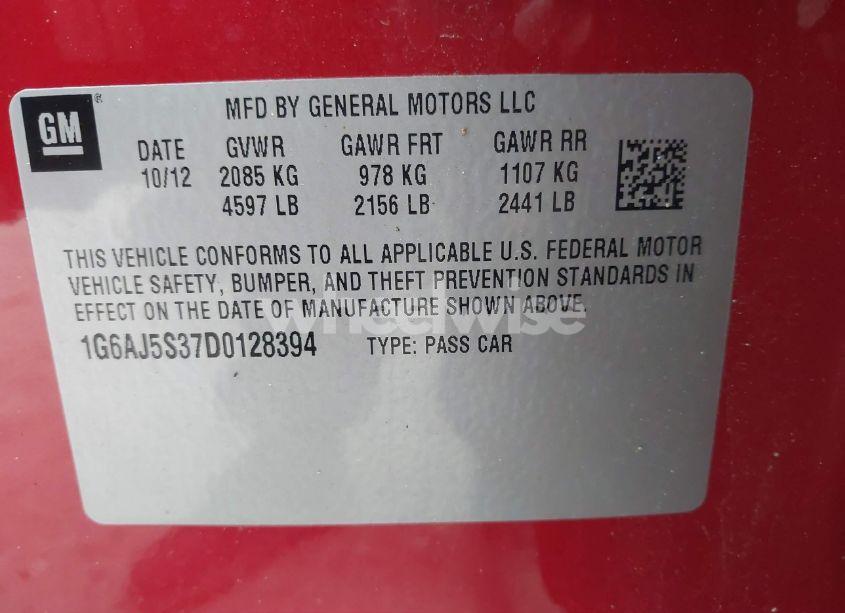 GM®
MFD BY GENERAL MOTORS LLC
DATE GVWR GAWR FRT GAWR RR
10/12 2085 KG 978 KG 1107 KG
4597 LB 2156 LB 2441 LB
THIS VEHICLE CONFORMS TO ALL APPLICABLE U.S. FEDERAL MOTOR
VEHICLE SAFETY, BUMPER, AND THEFT PREVENTION STANDARDS IN
EFFECT ON THE DATE OF MANUFACTURE SHOWN ABOVE.
wheelwise
1G6AJ5S37D0128394 TYPE: PASS CAR